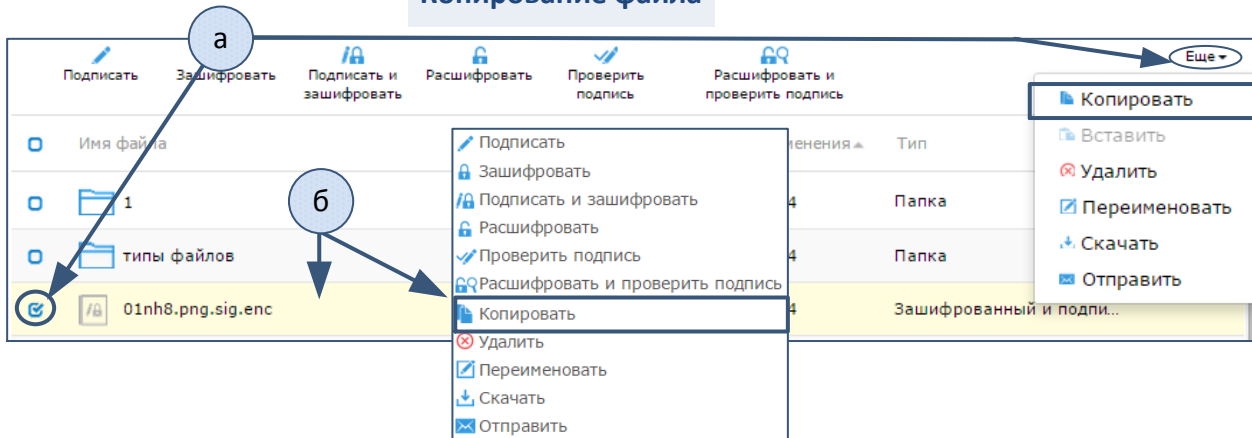 Копирование файла
а
Подписать
Зашифровать
Подписать и
зашифровать
Расшифровать
Проверить
подпись
Расшифровать и
проверить подпись
Еще
Копировать
Вставить
Удалить
Переименовать
Скачать
Отправить
Имя файла
Тип
1
Папка
типы файлов
4
Папка
01nh8.png.sig.enc
Зашифрованный и подпи...
б
Подписать
Зашифровать
Подписать и зашифровать
Расшифровать
Проверить подпись
Расшифровать и проверить подпись
Копировать
Удалить
Переименовать
Скачать
Отправить